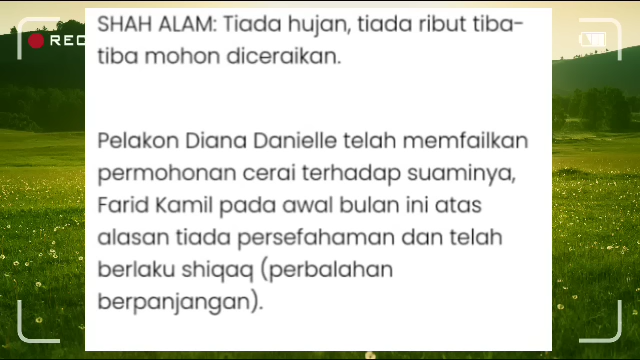 REC
SHAH ALAM: Tiada hujan, tiada ribut tiba-
tiba mohon diceraikan.
Pelakon Diana Danielle telah memfailkan
permohonan cerai terhadap suaminya,
Farid Kamil pada awal bulan ini atas
alasan tiada persefahaman dan telah
berlaku shiqaq (perbalahan
berpanjangan).